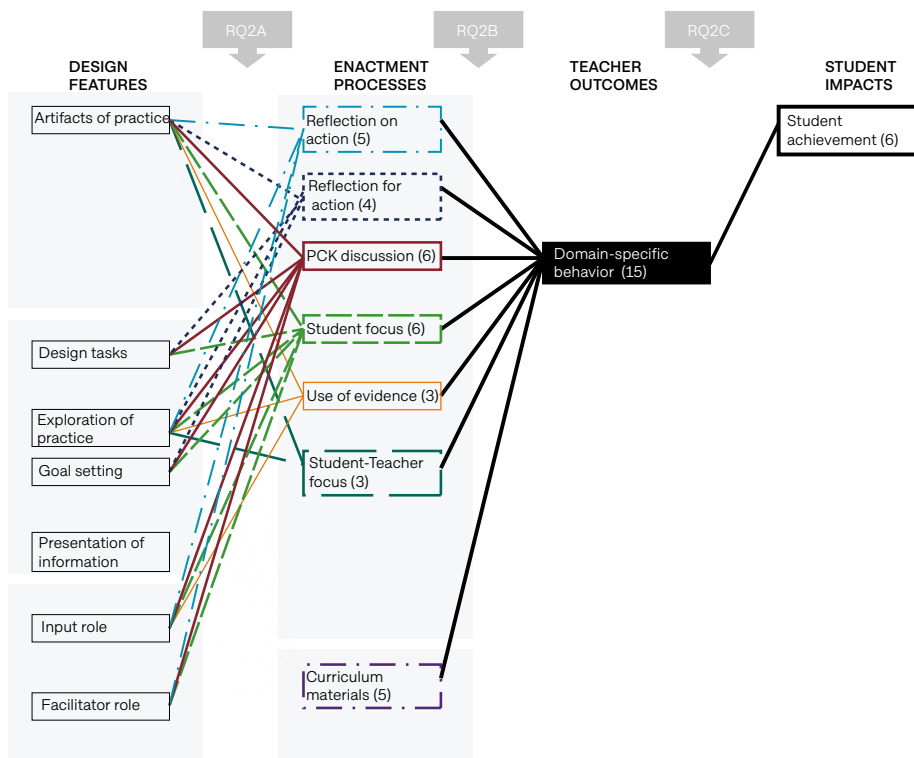 RQ2A
RQ2B
RQ2C
DESIGN
FEATURES
ENACTMENT
PROCESSES
TEACHER
OUTCOMES
STUDENT
IMPACTS
Artifacts of practice
Design tasks
Exploration of
practice
Goal setting
Presentation of
information
Input role
Facilitator role
Reflection on
action (5)
Reflection for
action (4)
PCK discussion (6)
Student focus (6)
Use of evidence (3)
Student-Teacher
focus (3)
Curriculum
materials (5)
Domain-specific
behavior (15)
Student
achievement (6)